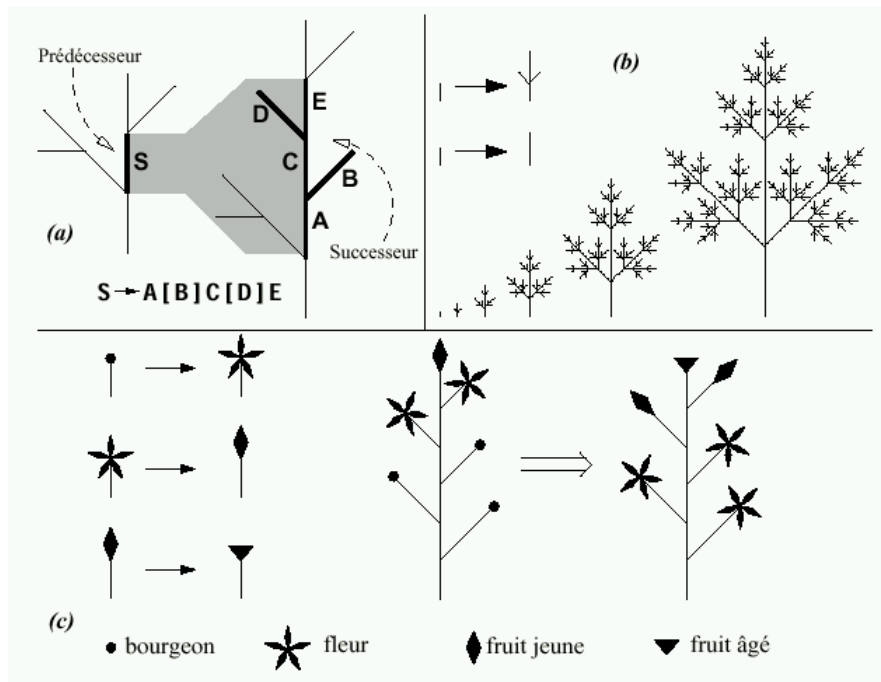 Prédécesseur
S
D
E
C
B
A
Successeur
(a)
S → A[B]C[D]E
(b)
(c)
bourgeon
fleur
fruit jeune
fruit âgé